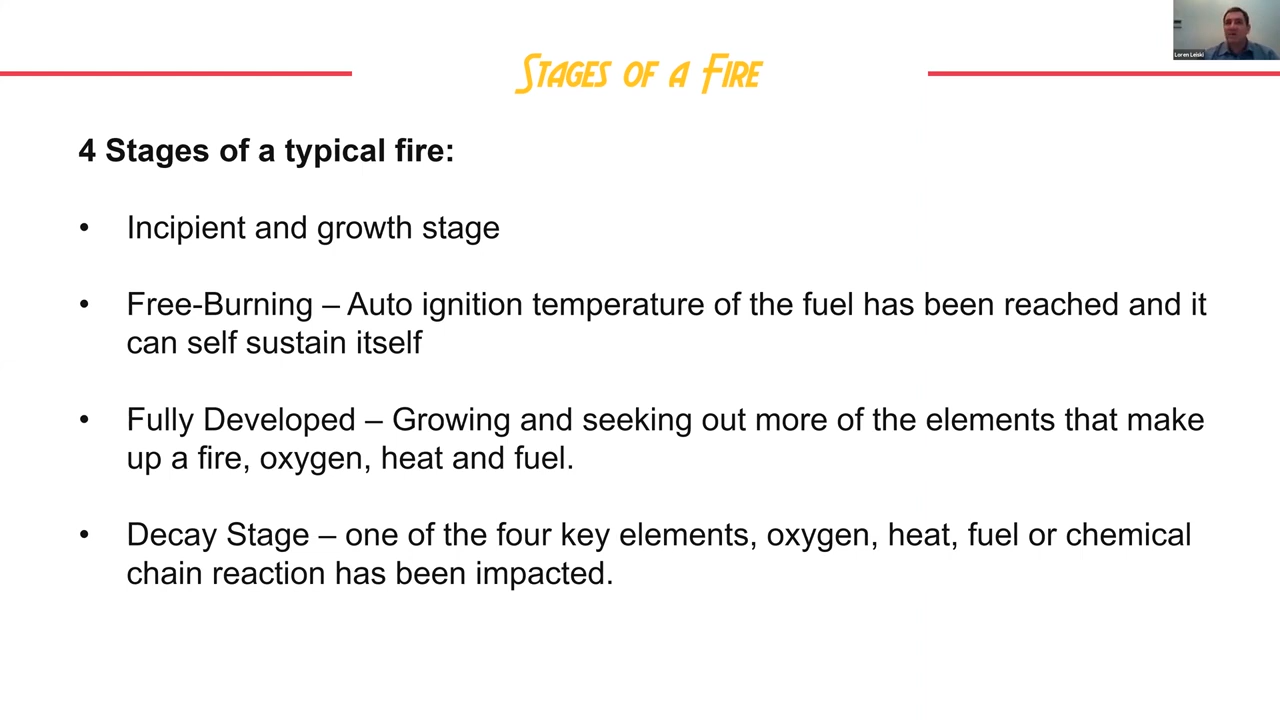 Loren Leiski
Stages of a Fire
4 Stages of a typical fire:
• Incipient and growth stage
• Free-Burning – Auto ignition temperature of the fuel has been reached and it
can self sustain itself
• Fully Developed – Growing and seeking out more of the elements that make
up a fire, oxygen, heat and fuel.
• Decay Stage – one of the four key elements, oxygen, heat, fuel or chemical
chain reaction has been impacted.